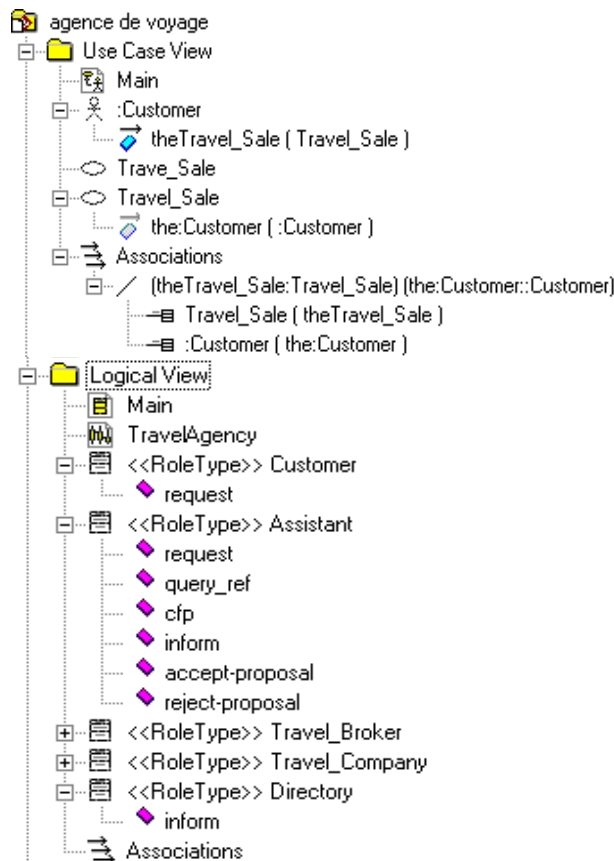 agence de voyage
Use Case View
Main
:Customer
theTravel_Sale ( Travel_Sale )
Trave_Sale
Travel_Sale
the:Customer ( :Customer )
Associations
(theTravel_Sale:Travel_Sale) (the:Customer::Customer)
Travel_Sale ( theTravel_Sale )
:Customer ( the:Customer )
Logical View
Main
TravelAgency
<<RoleType>> Customer
request
<<RoleType>> Assistant
request
query_ref
cfp
inform
accept-proposal
reject-proposal
<<RoleType>> Travel_Broker
<<RoleType>> Travel_Company
<<RoleType>> Directory
inform
Associations